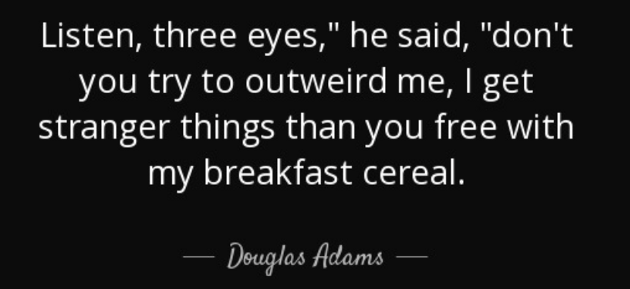 Listen, three eyes," he said, "don't
you try to outweird me, I get
stranger things than you free with
my breakfast cereal.
Douglas Adams